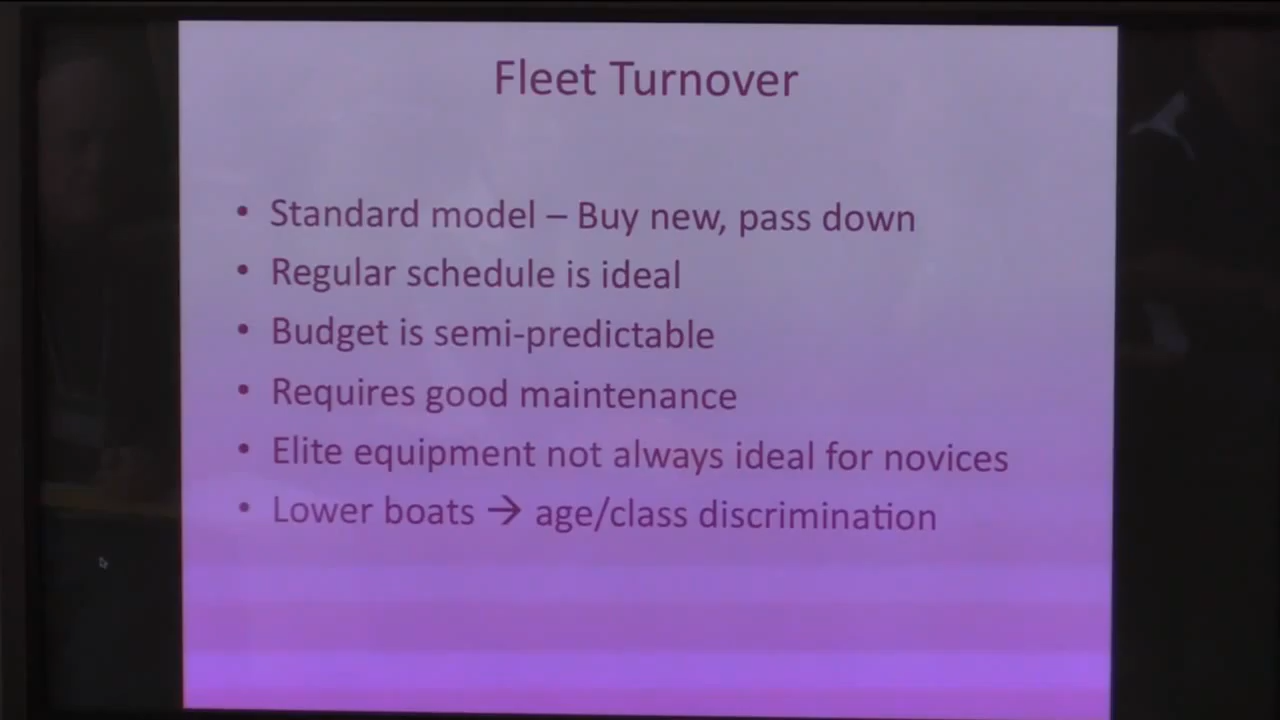 Fleet Turnover
• Standard model – Buy new, pass down
• Regular schedule is ideal
• Budget is semi-predictable
• Requires good maintenance
• Elite equipment not always ideal for novices
• Lower boats → age/class discrimination